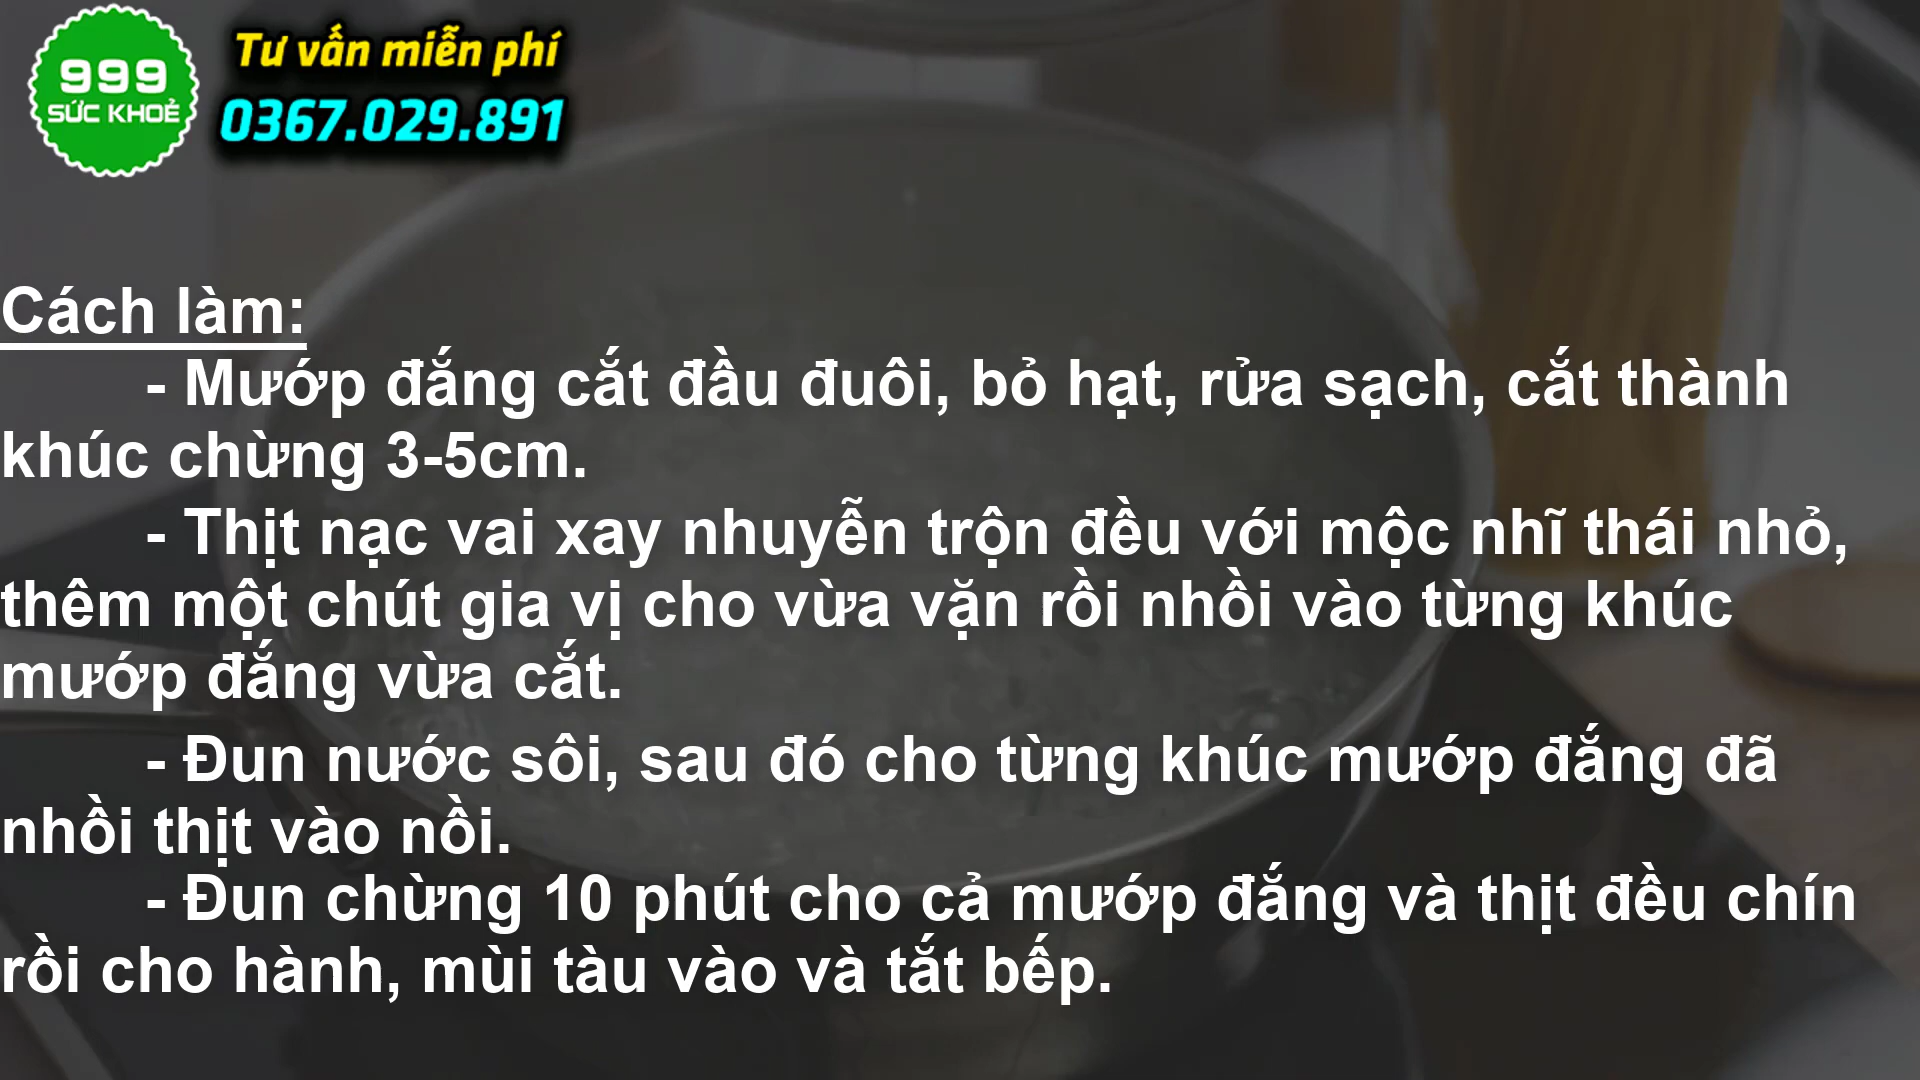 999
SỨC KHOẺ
Tư vấn miễn phí
0367.029.891
Cách làm:
- Mướp đắng cắt đầu đuôi, bỏ hạt, rửa sạch, cắt thành
khúc chừng 3-5cm.
- Thịt nạc vai xay nhuyễn trộn đều với mộc nhĩ thái nhỏ,
thêm một chút gia vị cho vừa vặn rồi nhồi vào từng khúc
mướp đắng vừa cắt.
- Đun nước sôi, sau đó cho từng khúc mướp đắng đã
nhồi thịt vào nồi.
- Đun chừng 10 phút cho cả mướp đắng và thịt đều chín
rồi cho hành, mùi tàu vào và tắt bếp.